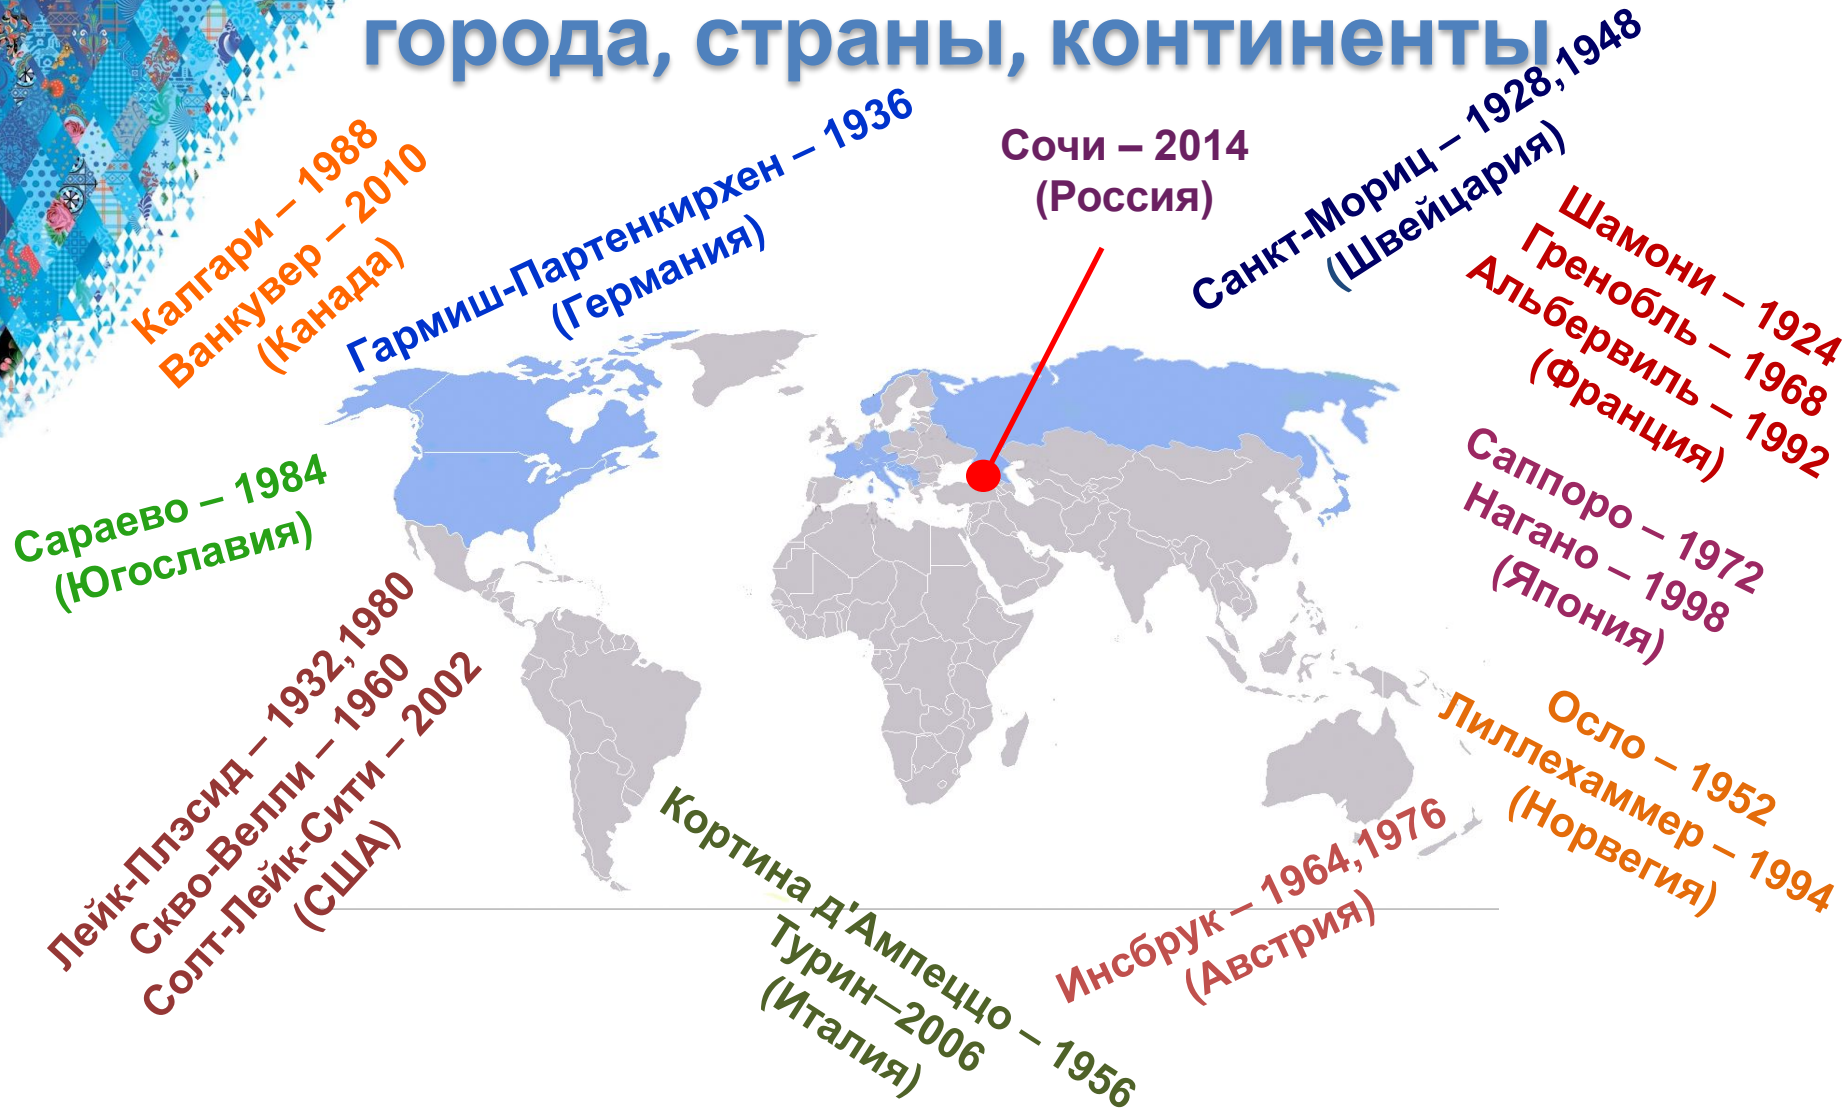 города, страны, континенты
Калгари – 1988
Ванкувер – 2010
(Канада)
Гармиш-Партенкирхен – 1936
(Германия)
Сочи – 2014
(Россия)
Санкт-Мориц – 1928,1948
(Швейцария)
Шамони – 1924
Гренобль – 1968
Альбервиль – 1992
(Франция)
Сараево – 1984
(Югославия)
Саппоро – 1972
Нагано – 1998
(Япония)
Лейк-Плэсид – 1932,1980
Скво-Велли – 1960
Солт-Лейк-Сити – 2002
(США)
Осло – 1952
Лиллехаммер – 1994
(Норвегия)
Кортина д'Ампеццо – 1956
Турин–2006
(Италия)
Инсбрук – 1964,1976
(Австрия)